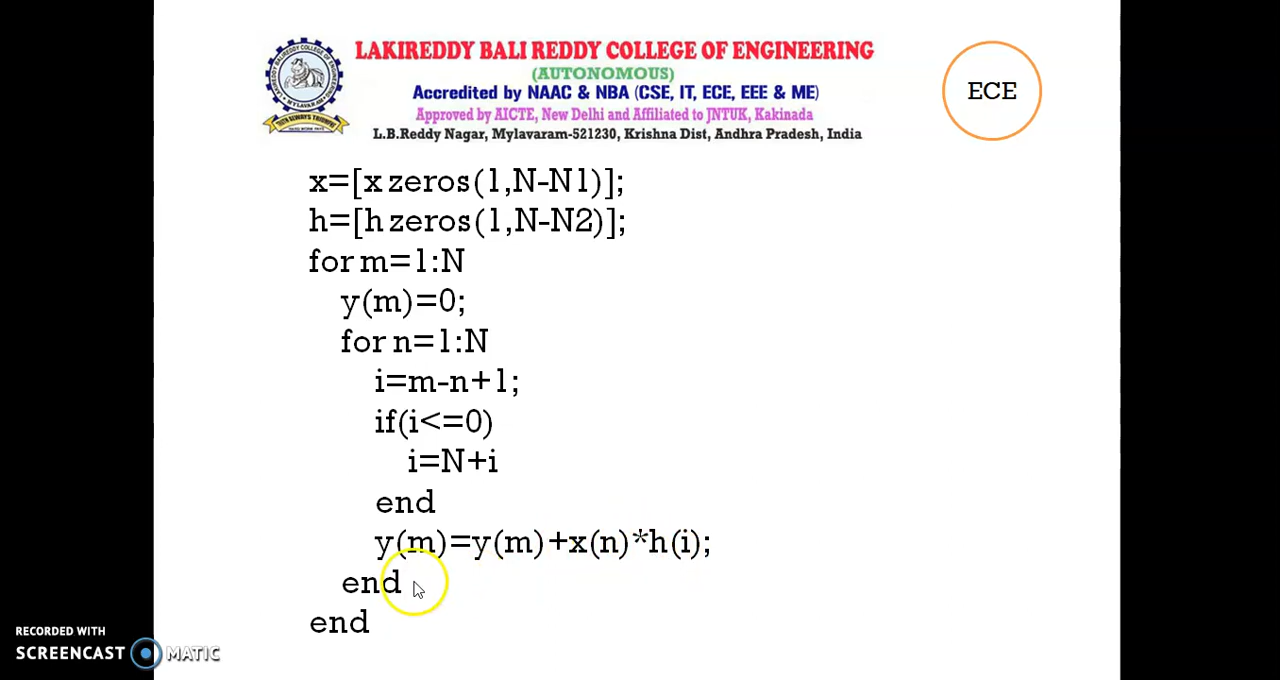 LAKIREDDY BALI REDDY COLLEGE OF ENGINEERING
(AUTONOMOUS)
Accredited by NAAC & NBA (CSE, IT, ECE, EEE & ME)
Approved by AICTE, New Delhi and Affiliated to JNTUK, Kakinada
L.B.Reddy Nagar, Mylavaram-521230, Krishna Dist, Andhra Pradesh, India
ECE
x=[x zeros(1,N-N1)];
h=[h zeros(1,N-N2)];
for m=1:N
y(m)=0;
for n=1:N
i=m-n+1;
if(i<=0)
i=N+i
end
y(m)=y(m)+x(n)*h(i);
end
end
RECORDED WITH
SCREENCAST MATIC